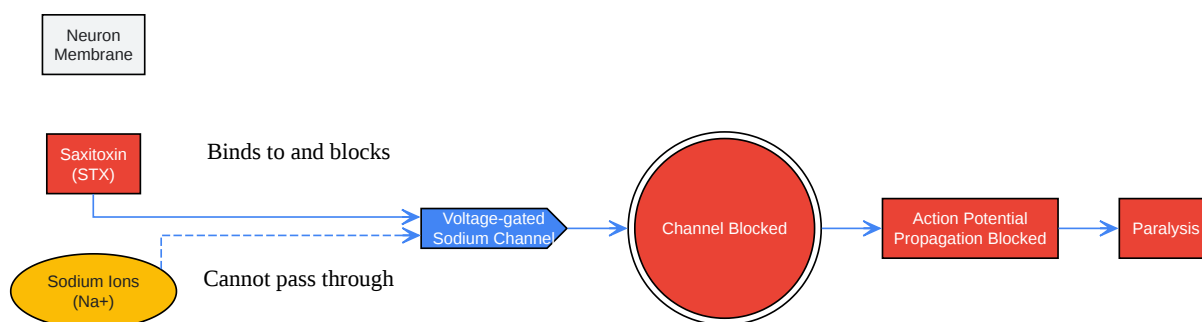 Neuron
Membrane
Saxitoxin
(STX)
Binds to and blocks
Voltage-gated
Sodium Channel
Channel Blocked
Action Potential
Propagation Blocked
Paralysis
Sodium Ions
(Na+)
Cannot pass through